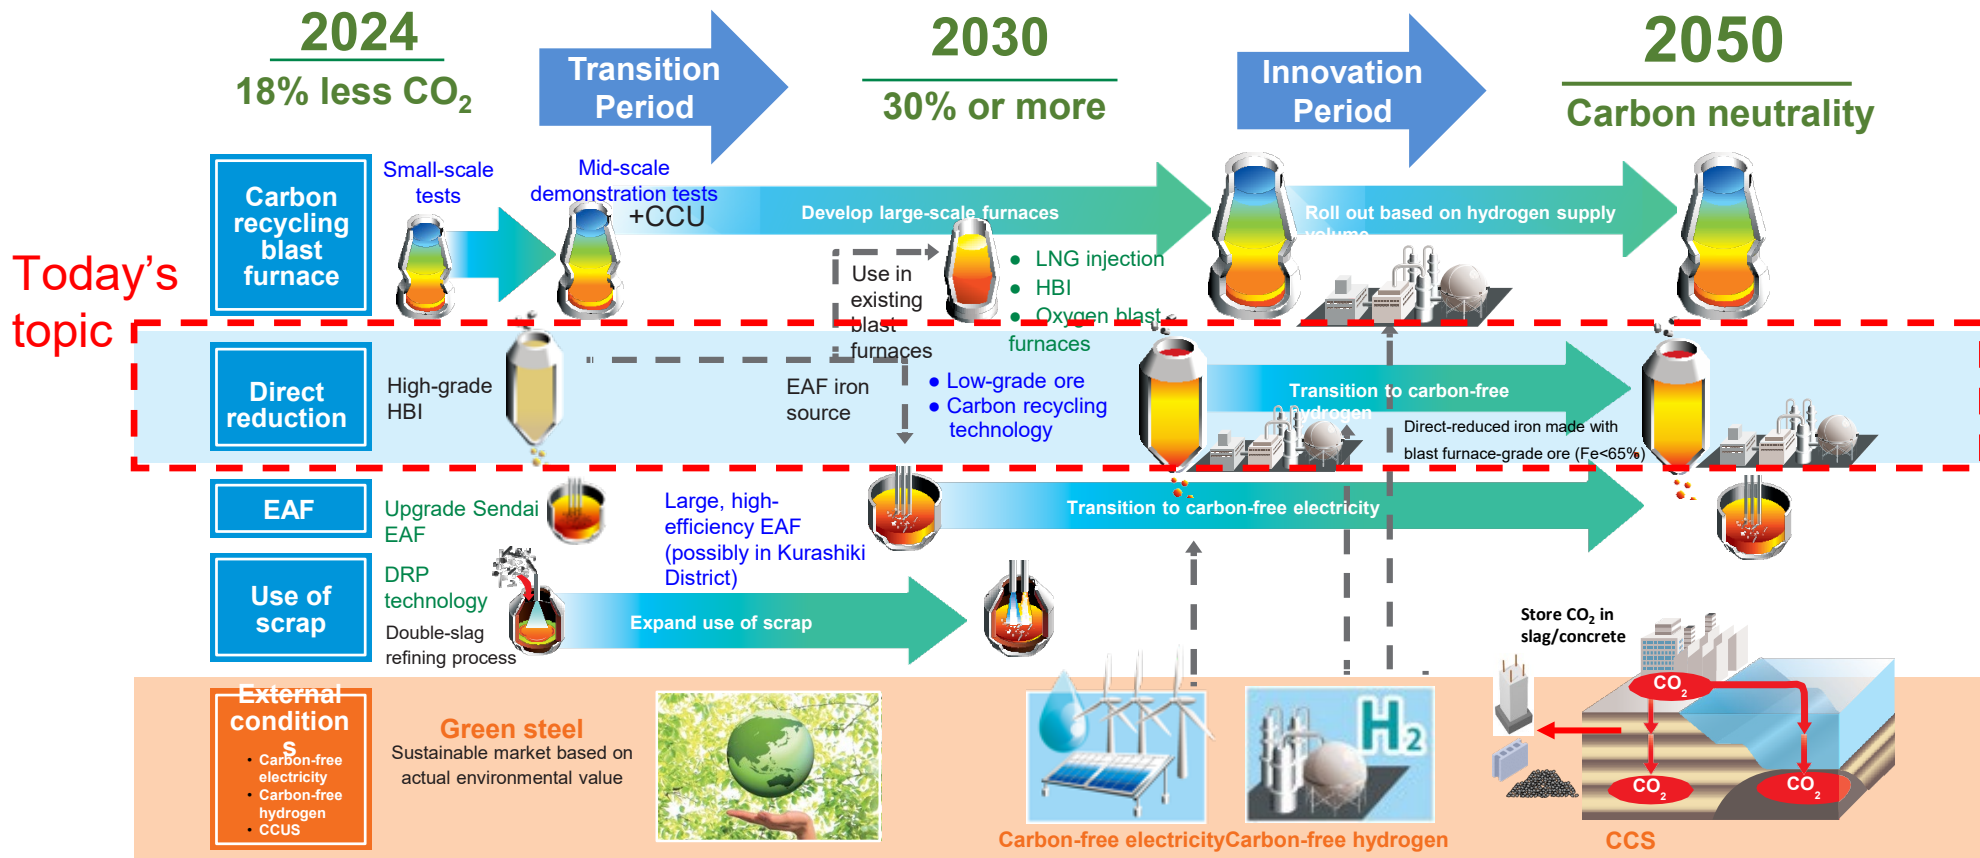 2024
18% less CO2
Transition
Period
2030
30% or more
Innovation
Period
2050
Carbon neutrality
Today's
topic
Carbon
recycling
blast
furnace
Small-scale
tests
Mid-scale
demonstration tests
+CCU
Develop large-scale furnaces
Use in
existing
blast
furnaces
● LNG injection
● HBI
● Oxygen blast
furnaces
Roll out based on hydrogen supply
volume
Direct
reduction
High-grade
HBI
EAF iron
source
● Low-grade ore
● Carbon recycling
technology
Transition to carbon-free
hydrogen
Direct-reduced iron made with
blast furnace-grade ore (Fe<65%)
EAF
Upgrade Sendai
EAF
Large, high-
efficiency EAF
(possibly in Kurashiki
District)
Transition to carbon-free electricity
Use of
scrap
DRP
technology
Double-slag
refining process
Expand use of scrap
Store CO2 in
slag/concrete
External
condition
s
• Carbon-free
electricity
• Carbon-free
hydrogen
• CCUS
Green steel
Sustainable market based on
actual environmental value
Carbon-free electricity
H2
Carbon-free hydrogen
CO2
CO2
CO2
CCS